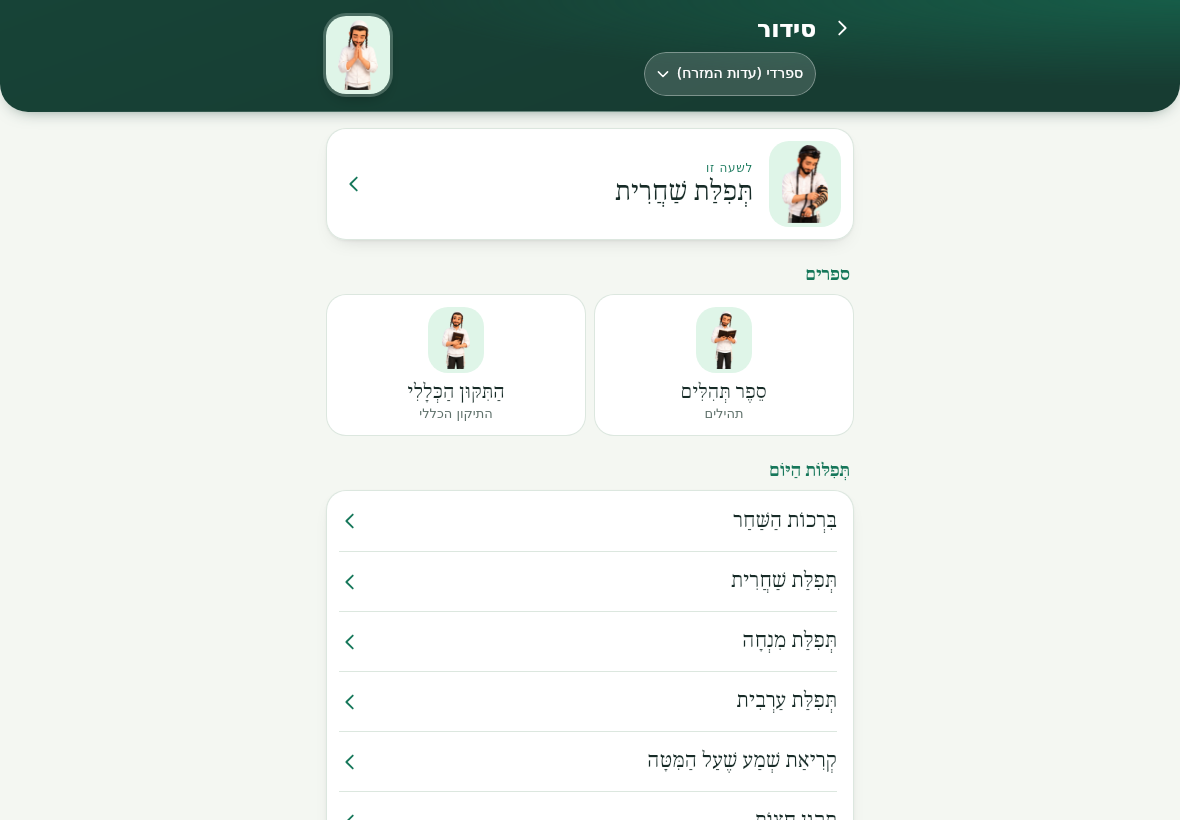 סידור
ספרדי (עדות המזרח)
לשעה זו
תְּפִלַּת שַׁחֲרִית
ספרים
סֵפֶר תְּהִלִּים
תהילים
הַתִּקּוּן הַכְּלָלִי
התיקון הכללי
תְּפִלּוֹת הַיּוֹם
בִּרְכוֹת הַשַּׁחַר
תְּפִלַּת שַׁחֲרִית
תְּפִלַּת מִנְחָה
תְּפִלַּת עַרְבִית
קְרִיאַת שְׁמַע שֶׁעַל הַמִּטָּה